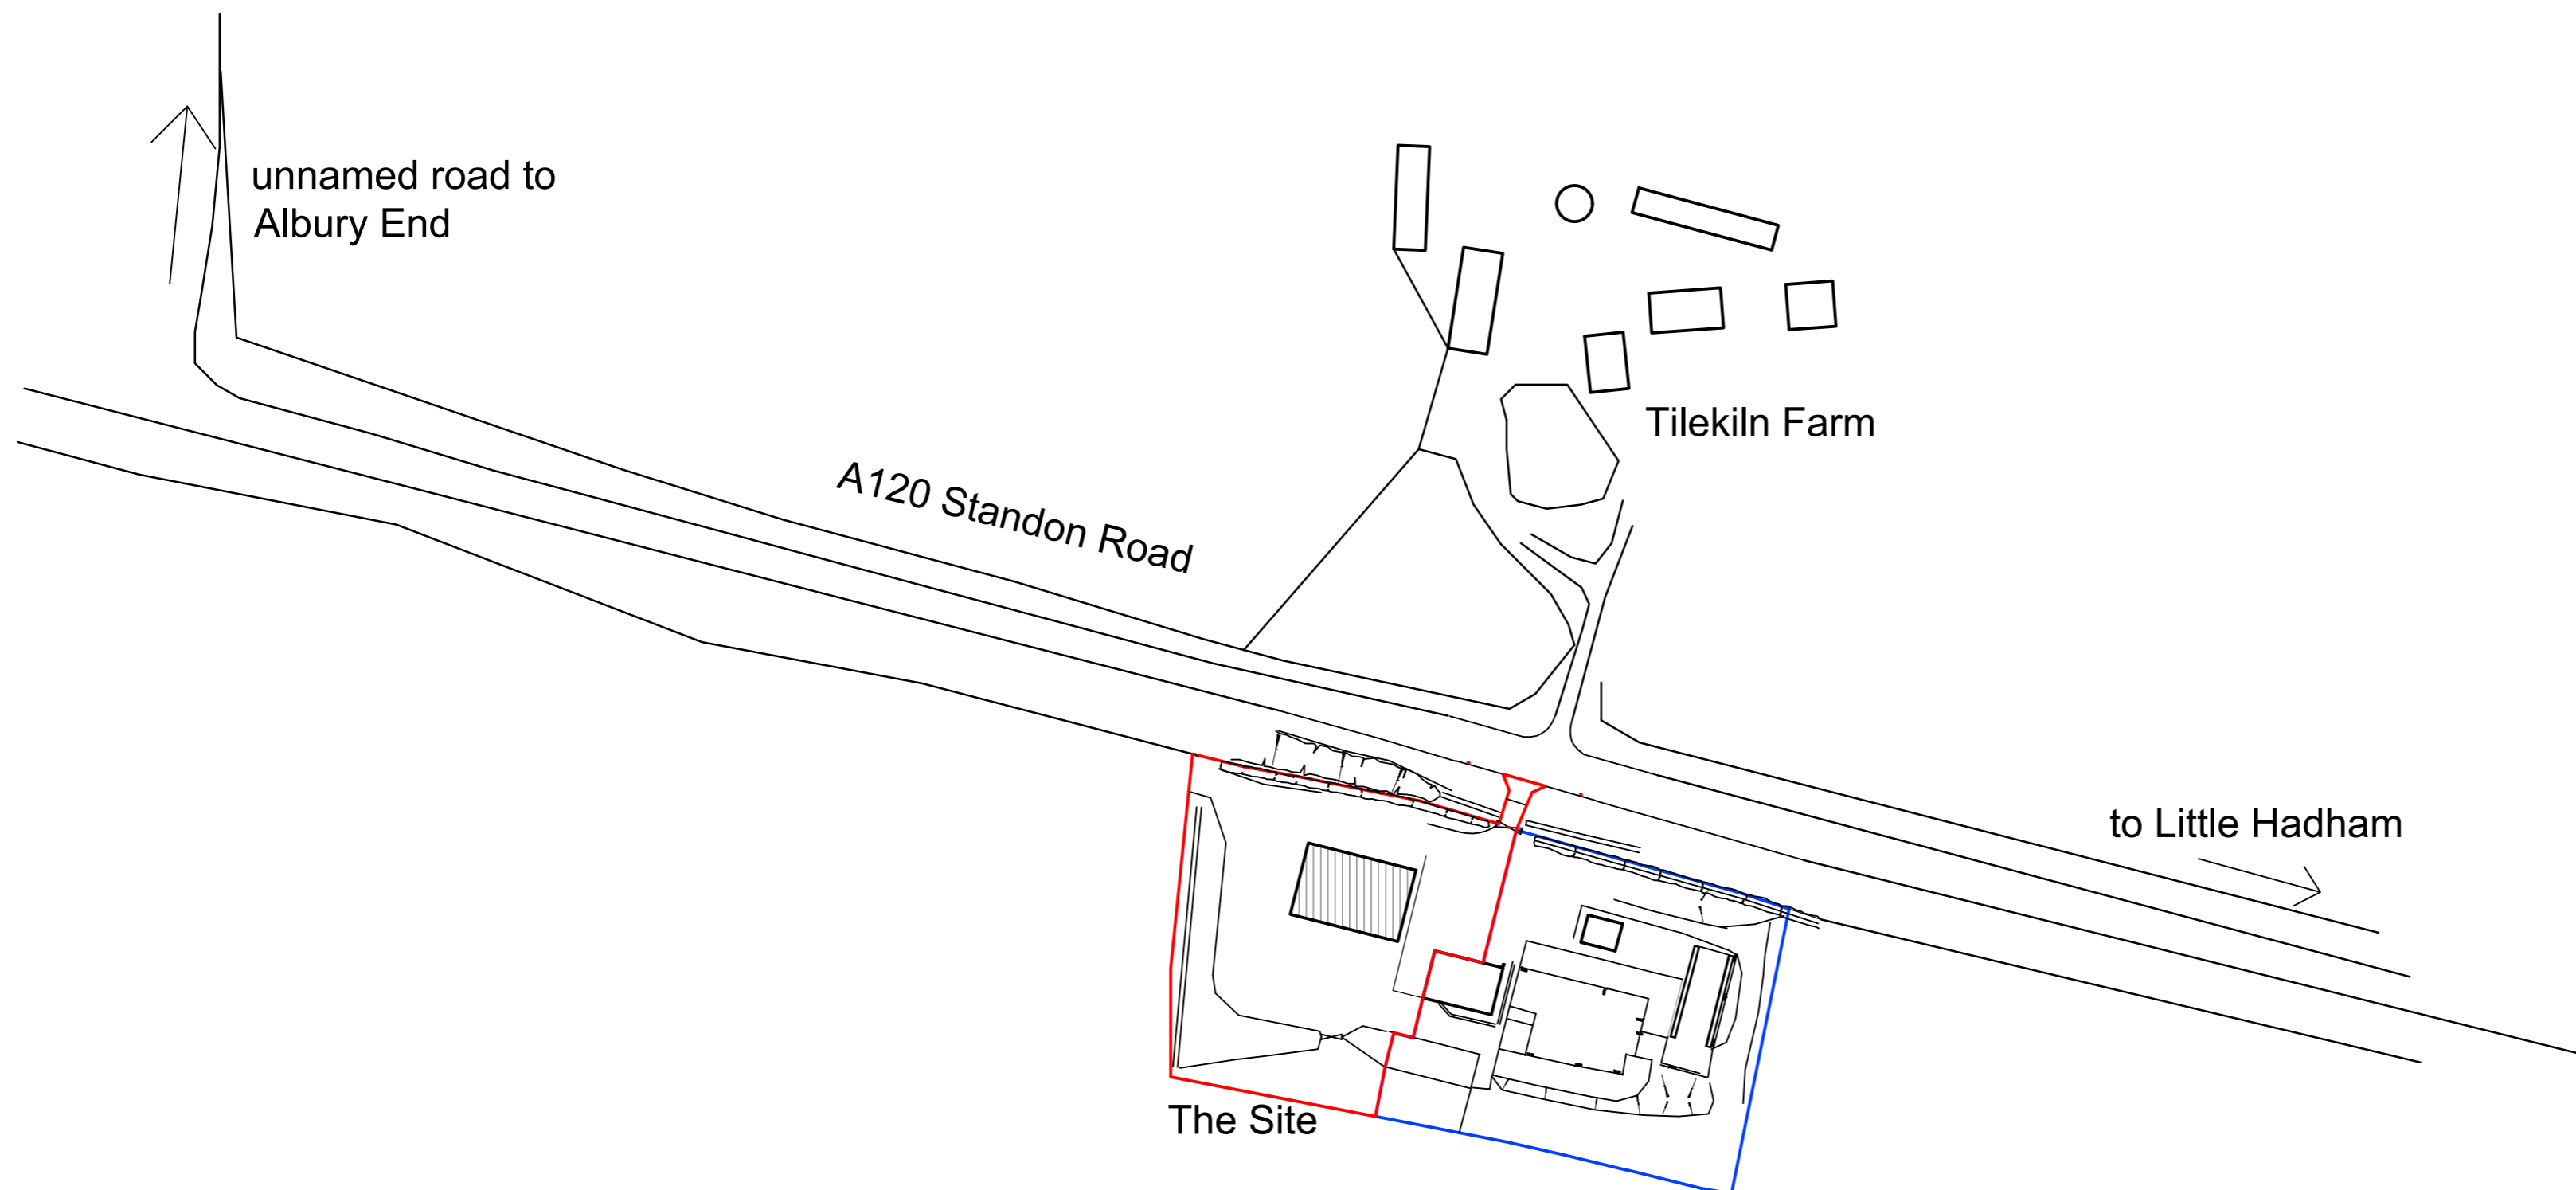 unnamed road to
Albury End
A120 Standon Road
Tilekiln Farm
to Little Hadham
The Site